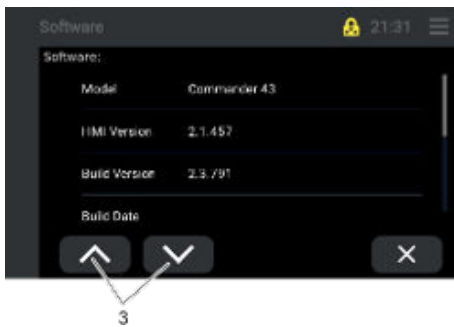 Software
21:31
Software:
Model Commander 43
HMI Version 2.1.457
Build Version 2.3.791
Build Date
3